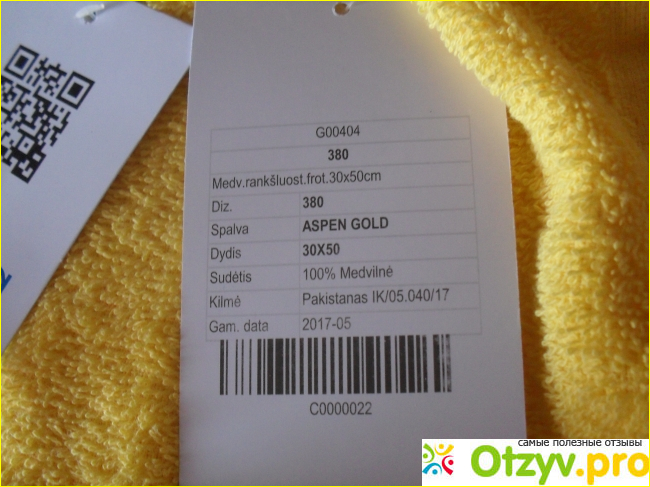 G00404
380
Medv.rankšluost.frot.30x50cm
Diz. 380
Spalva ASPEN GOLD
Dydis 30X50
Sudėtis 100% Medvilnė
Kilmė Pakistanas IK/05.040/17
Gam. data 2017-05
C0000022
самые полезные отзывы
Otzyv.pro